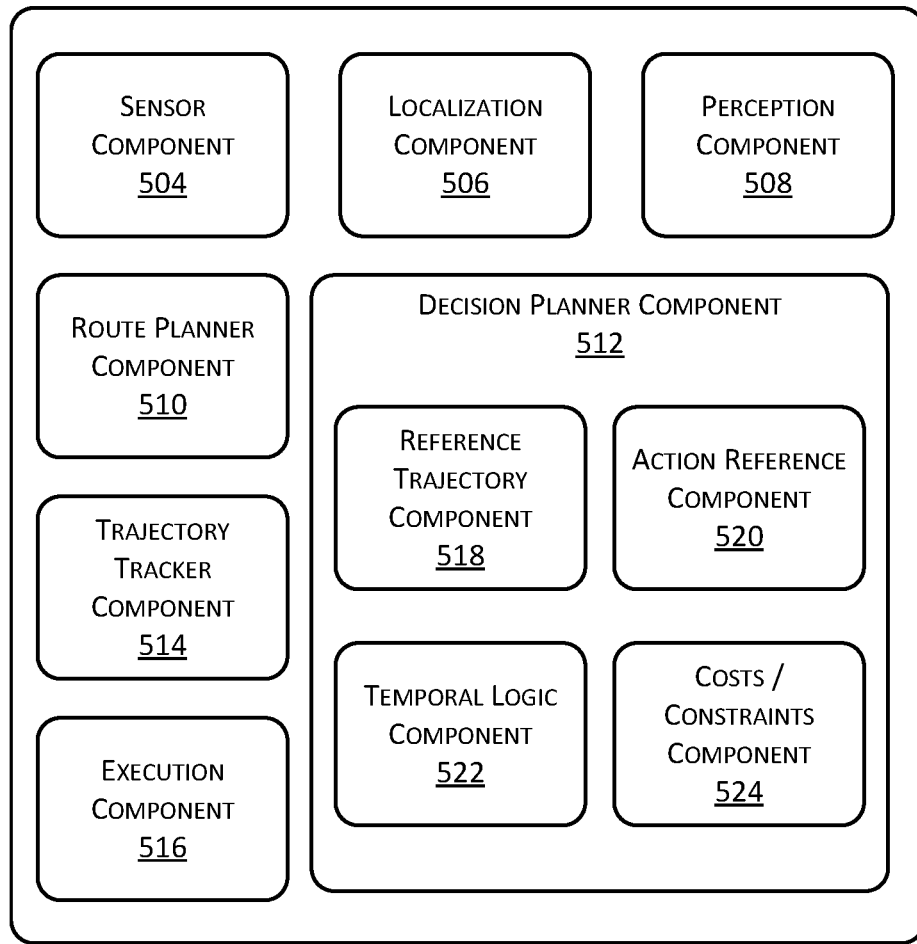 SENSOR
COMPONENT
504
LOCALIZATION
COMPONENT
506
PERCEPTION
COMPONENT
508
ROUTE PLANNER
COMPONENT
510
DECISION PLANNER COMPONENT
512
REFERENCE
TRAJECTORY
COMPONENT
518
ACTION REFERENCE
COMPONENT
520
TRAJECTORY
TRACKER
COMPONENT
514
TEMPORAL LOGIC
COMPONENT
522
COSTS /
CONSTRAINTS
COMPONENT
524
EXECUTION
COMPONENT
516